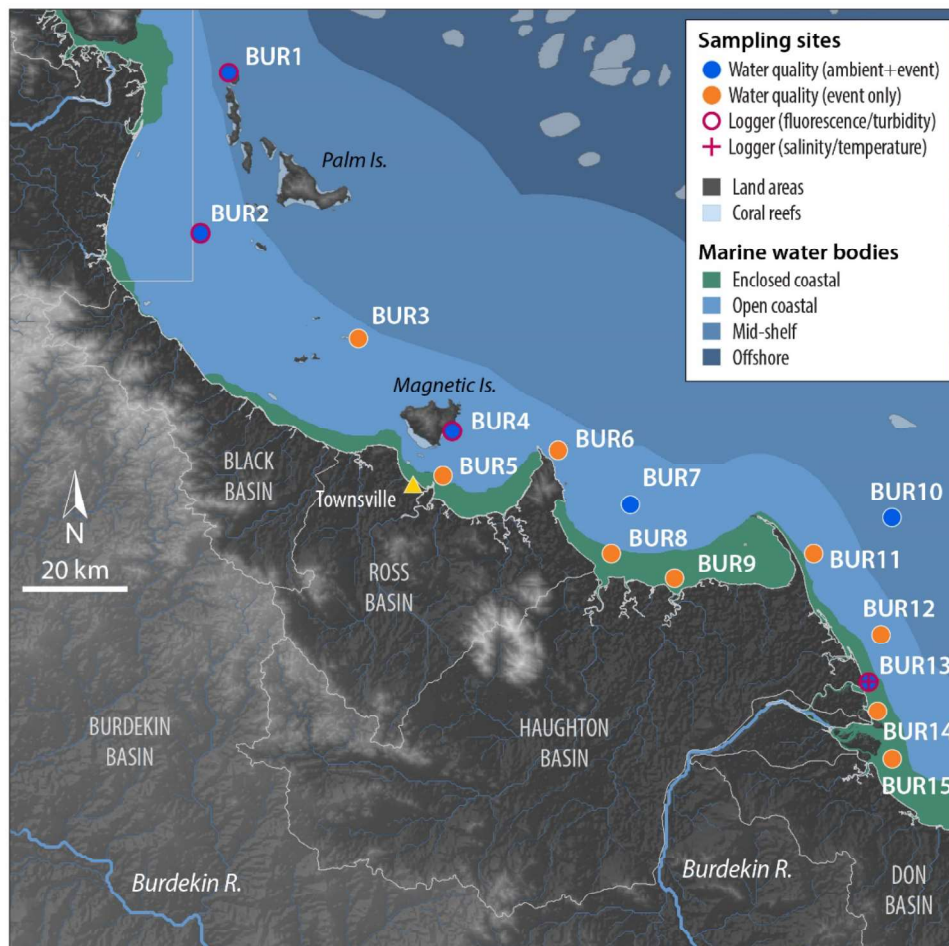 Sampling sites
Water quality (ambient+event)
Water quality (event only)
Logger (fluorescence/turbidity)
Logger (salinity/temperature)
Land areas
Coral reefs
Marine water bodies
Enclosed coastal
Open coastal
Mid-shelf
Offshore
BUR1
Palm Is.
BUR2
BUR3
Magnetic Is.
BUR4
BUR5
BUR6
BUR7
BUR8
BUR9
BUR10
BUR11
BUR12
BUR13
BUR14
BUR15
Townsville
BLACK
BASIN
ROSS
BASIN
HAUGHTON
BASIN
BURDEKIN
BASIN
DON
BASIN
Burdekin R.
Burdekin R.
N
20 km